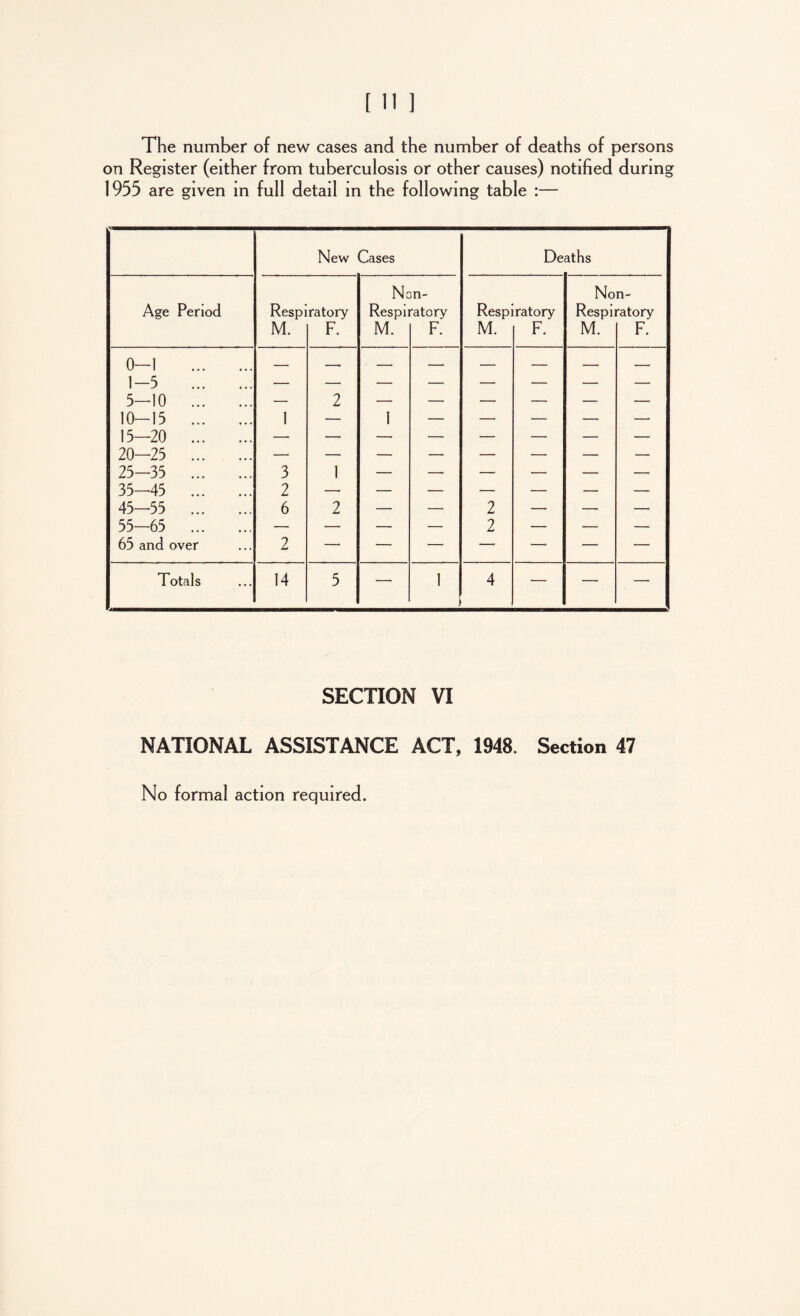 [ 11 ]
The number of new cases and the number of deaths of persons
on Register (either from tuberculosis or other causes) notified during
1955 are given in full detail in the following table :—
New Cases Deaths
Age Period Respiratory Non-Respiratory Respiratory Non-Respiratory
M. F. M. F. M. F. M. F.
0—1 ... ... — — — — — — — —
1—5 ... ... — — — — — — — —
5—10 ... ... — 2 — — — — — —
10—15 ... ... 1 — 1 — — — — —
15—20 ... ... — — — — — — — —
20—25 ... ... — — — — — — — —
25—35 ... ... 3 1 — — — — — —
35—45 ... ... 2 — — — — — — —
45—55 ... ... 6 2 — — 2 — — —
55—65 ... ... — — — — 2 — — —
65 and over ... 2 — — — — — — —
Totals ... 14 5 — 1 4 — — —
SECTION VI
NATIONAL ASSISTANCE ACT, 1948. Section 47
No formal action required.